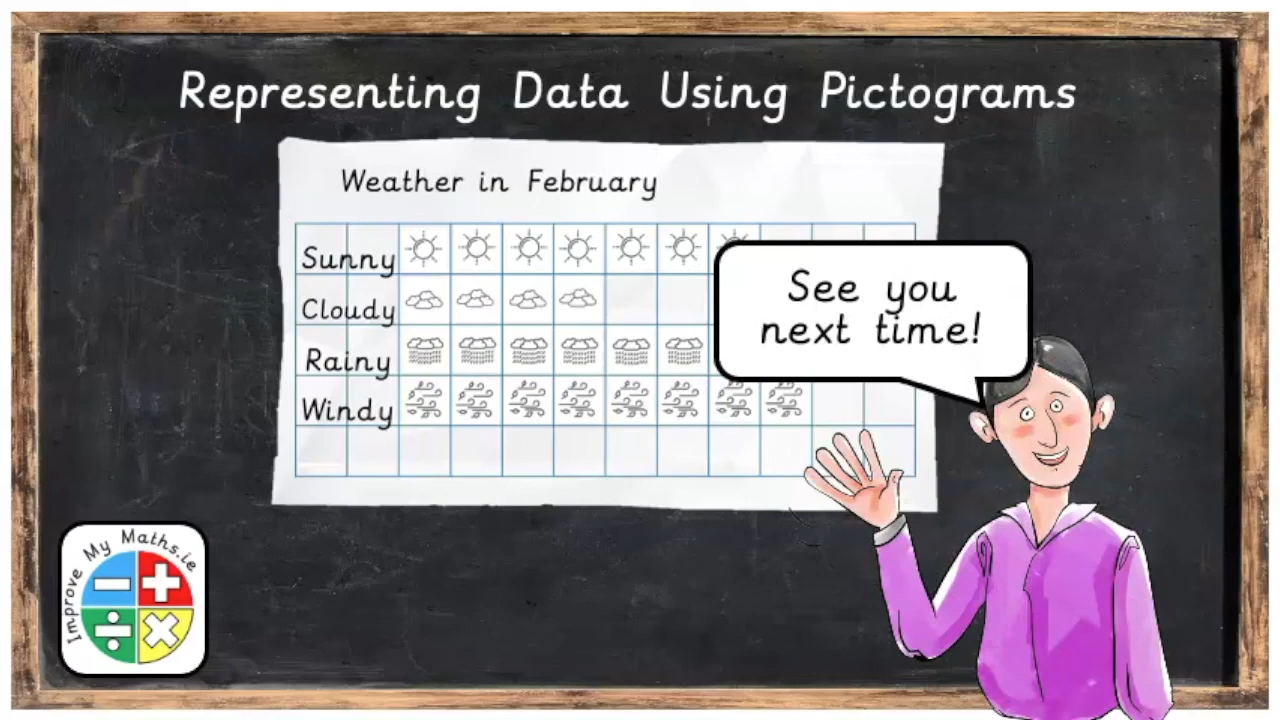 Representing Data Using Pictograms
Weather in February
Sunny
Cloudy
Rainy
Windy
See you
next time!
Improve My Maths.ie